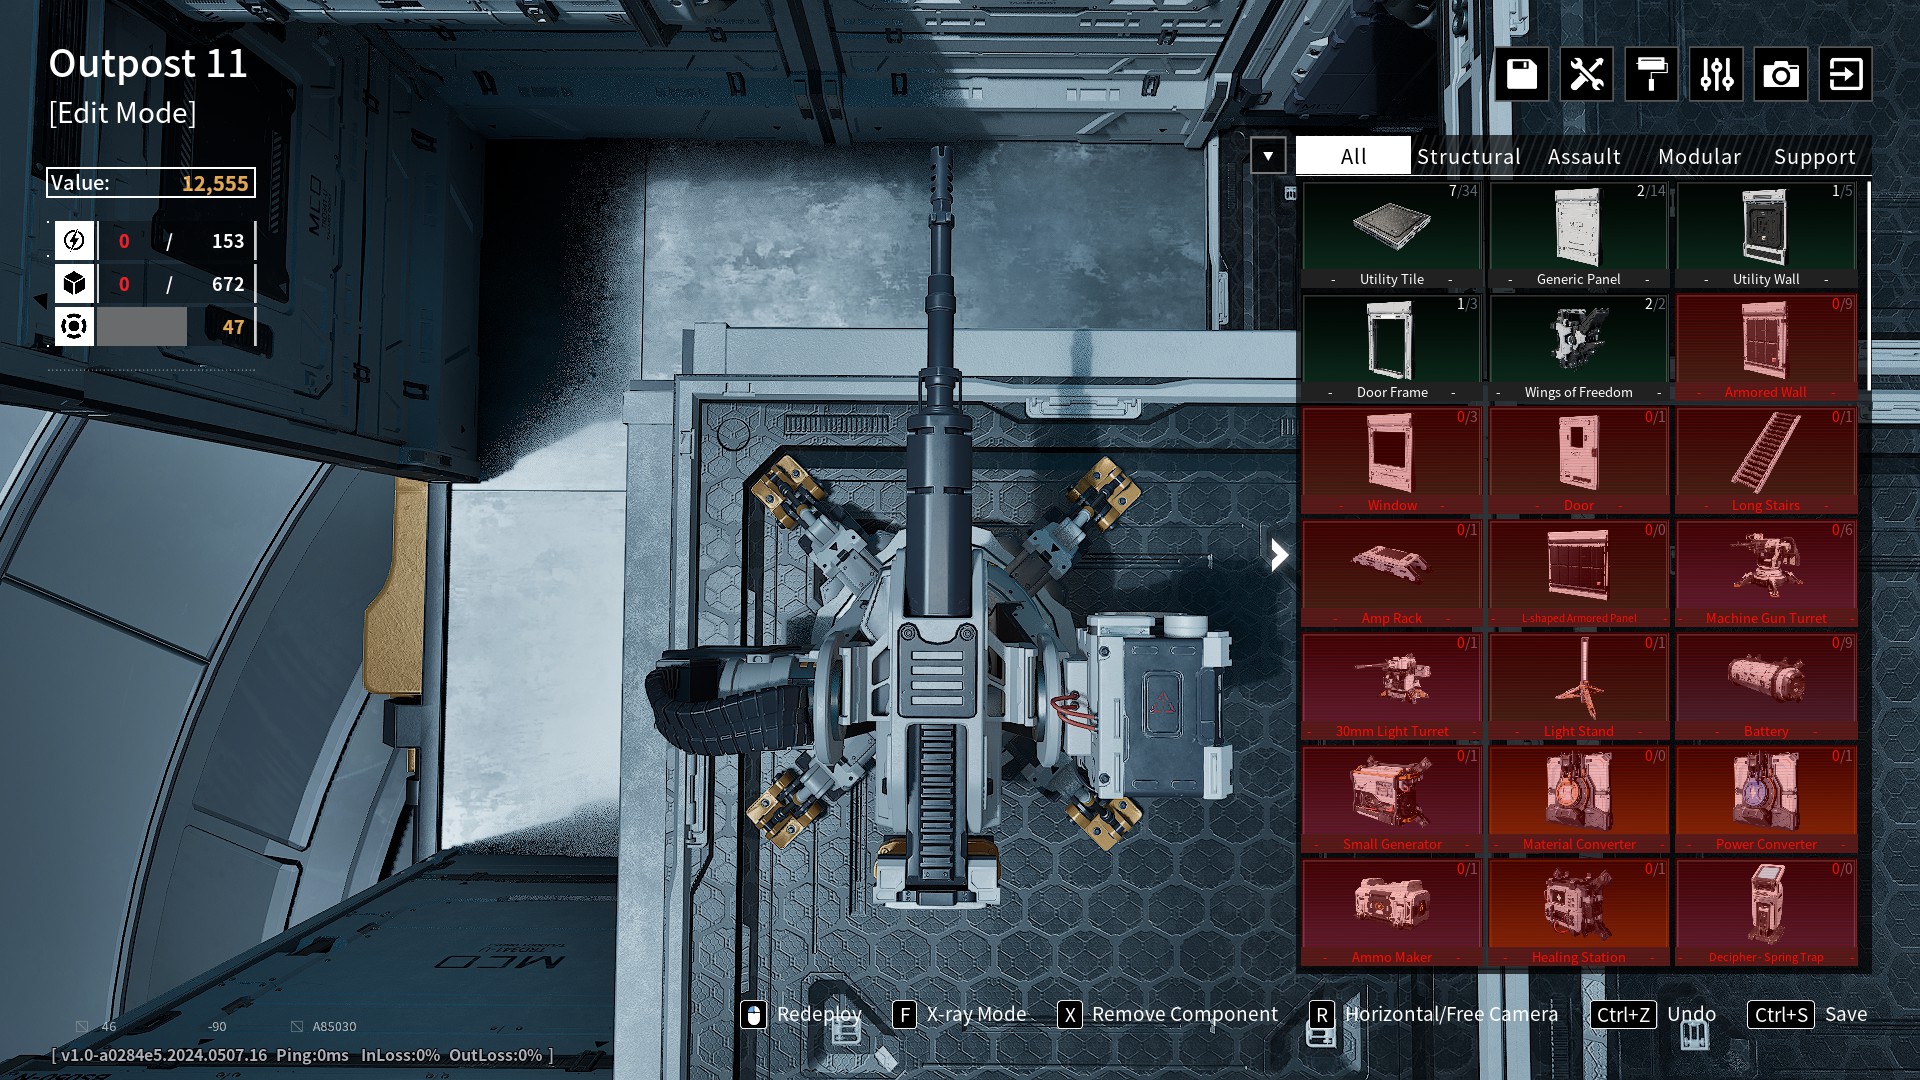 Outpost 11
[Edit Mode]
Value: 12,555
0 / 153
0 / 672
47
All Structural Assault Modular Support
7/34 2/14 1/5
- Utility Tile - - Generic Panel - - Utility Wall -
1/3 2/2 0/9
- Door Frame - - Wings of Freedom - - Armored Wall -
0/3 0/1 0/1
- Window - - Door - - Long Stairs -
0/1 0/0 0/6
- Amp Rack - - L-shaped Armored Panel - - Machine Gun Turret -
0/1 0/1 0/9
- 30mm Light Turret - - Light Stand - - Battery -
0/1 0/0 0/1
- Small Generator - - Material Converter - - Power Converter -
0/1 0/1 0/0
- Ammo Maker - - Healing Station - - Decipher - Spring Trap -
MCD
MCD
Redeploy F X-ray Mode X Remove Component R Horizontal/Free Camera Ctrl+Z Undo Ctrl+S Save
46 -90 A85030
[ v1.0-a0284e5.2024.0507.16 Ping:0ms InLoss:0% OutLoss:0% ]